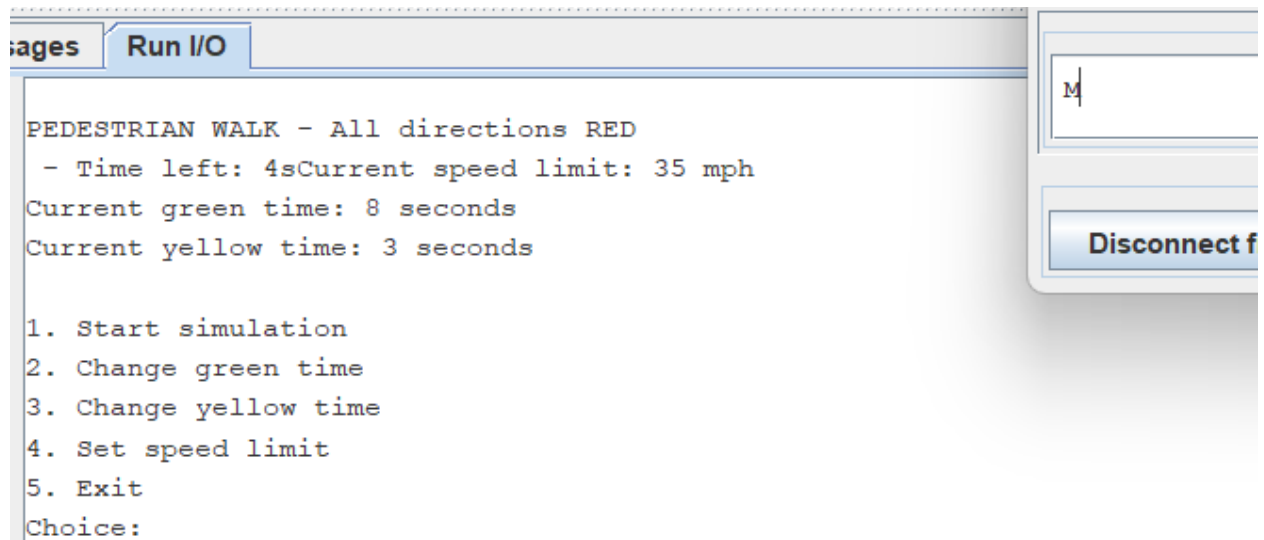 Run I/O
PEDESTRIAN WALK - All directions RED
- Time left: 4sCurrent speed limit: 35 mph
Current green time: 8 seconds
Current yellow time: 3 seconds
1. Start simulation
2. Change green time
3. Change yellow time
4. Set speed limit
5. Exit
Choice:
M
Disconnect